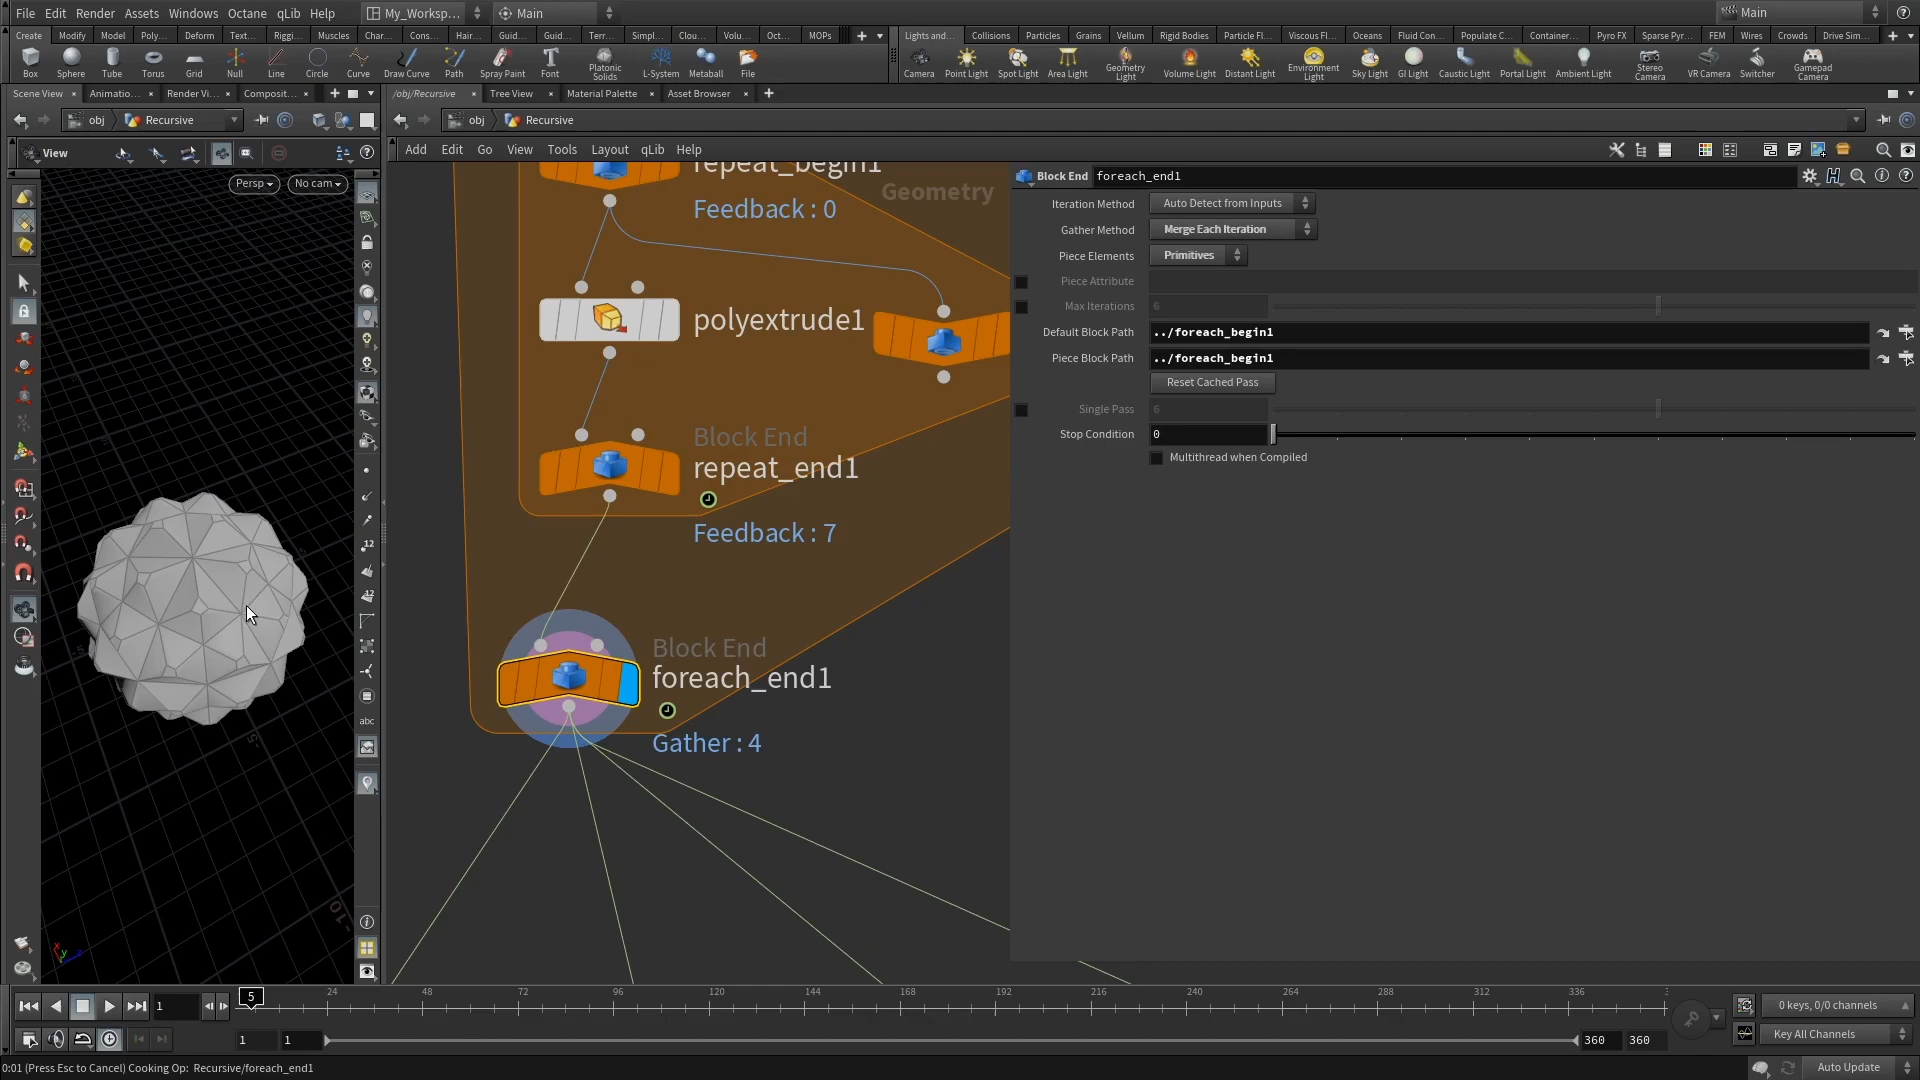 File Edit Render Assets Windows Octane qLib Help My_Worksp... Main Main
Create Modify Model Poly... Deform Text... Riggi... Muscles Char... Cons... Hair... Guid... Guid... Terr... Simpl... Clou... Volu... Oct... MOPs Lights and... Collisions Particles Grains Vellum Rigid Bodies Particle Fl... Viscous Fl... Oceans Fluid Con... Populate C... Container... Pyro FX Sparse Pyr... FEM Wires Crowds Drive Sim...
Box Sphere Tube Torus Grid Null Line Circle Curve Draw Curve Path Spray Paint Font Platonic Solids L-System Metaball File Camera Point Light Spot Light Area Light Geometry Light Volume Light Distant Light Environment Light Sky Light GI Light Caustic Light Portal Light Ambient Light Stereo Camera VR Camera Switcher Gamepad Camera
Scene View Animatio... Render Vi... Composit... /obj/Recursive Tree View Material Palette Asset Browser
obj Recursive obj Recursive
View Add Edit Go View Tools Layout qLib Help
Persp No cam
repeat_begin1
Geometry
Feedback : 0
polyextrude1
Block End
repeat_end1
Feedback : 7
Block End
foreach_end1
Gather : 4
Block End foreach_end1
Iteration Method Auto Detect from Inputs
Gather Method Merge Each Iteration
Piece Elements Primitives
Piece Attribute
Max Iterations 6
Default Block Path ../foreach_begin1
Piece Block Path ../foreach_begin1
Reset Cached Pass
Single Pass 6
Stop Condition 0
Multithread when Compiled
12
12
abc
-5
10
x y z
1 5 24 48 72 96 120 144 168 192 216 240 264 288 312 336 0 keys, 0/0 channels
1 1 360 360 Key All Channels
0:01 (Press Esc to Cancel) Cooking Op: Recursive/foreach_end1 Auto Update